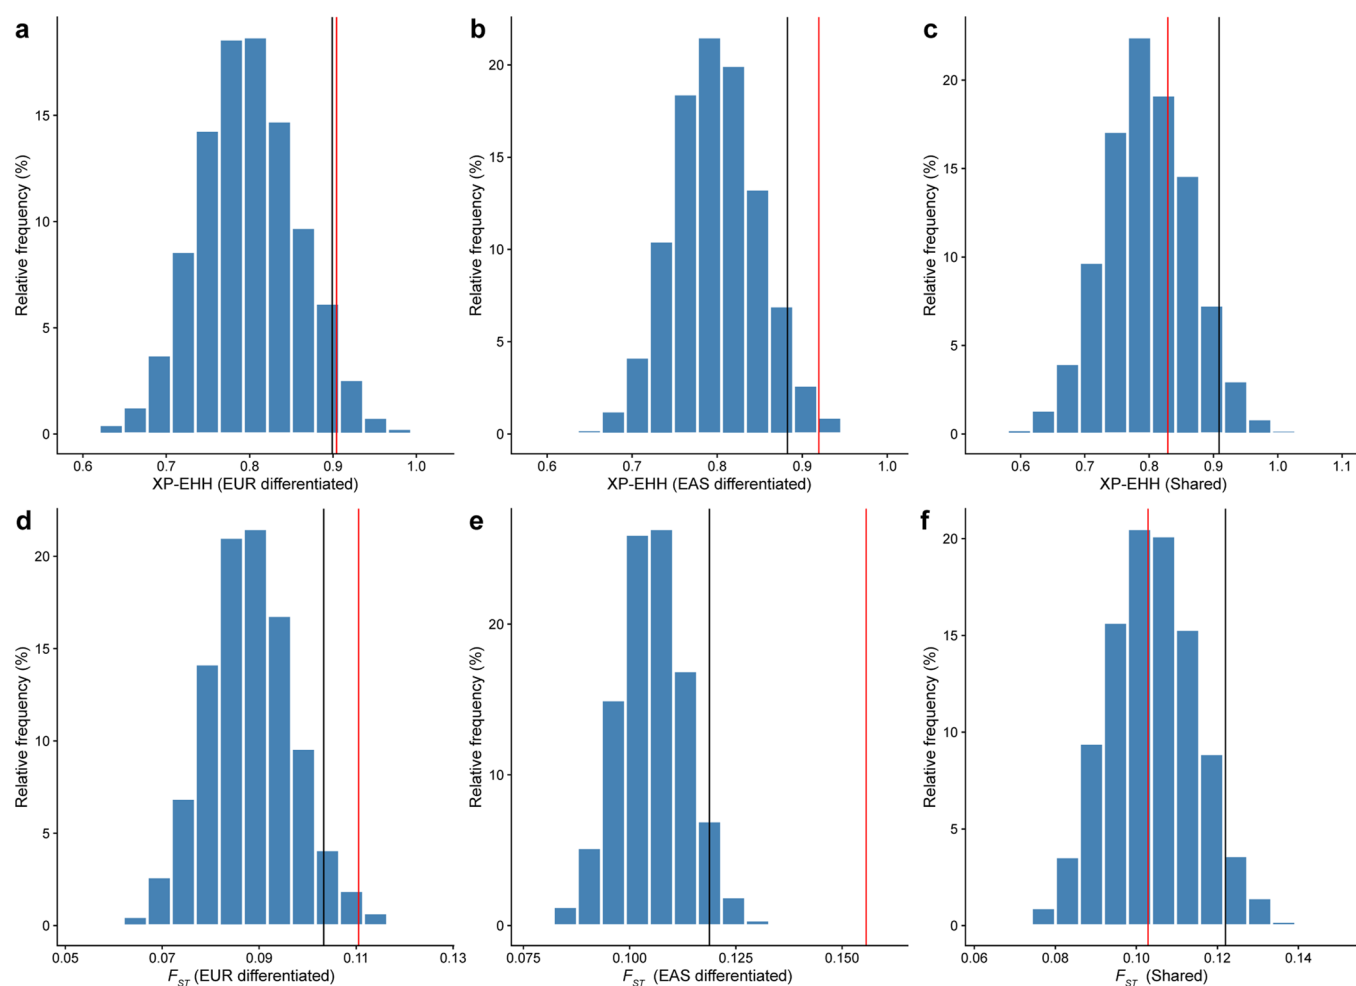 a
Relative frequency (%)
15
10
5
0
0.6 0.7 0.8 0.9 1.0
XP-EHH (EUR differentiated)
b
Relative frequency (%)
20
15
10
5
0
0.6 0.7 0.8 0.9 1.0
XP-EHH (EAS differentiated)
c
Relative frequency (%)
20
15
10
5
0
0.6 0.7 0.8 0.9 1.0 1.1
XP-EHH (Shared)
d
Relative frequency (%)
20
15
10
5
0
0.05 0.07 0.09 0.11 0.13
FST (EUR differentiated)
e
Relative frequency (%)
20
10
0
0.075 0.100 0.125 0.150
FST (EAS differentiated)
f
Relative frequency (%)
20
15
10
5
0
0.06 0.08 0.10 0.12 0.14
FST (Shared)